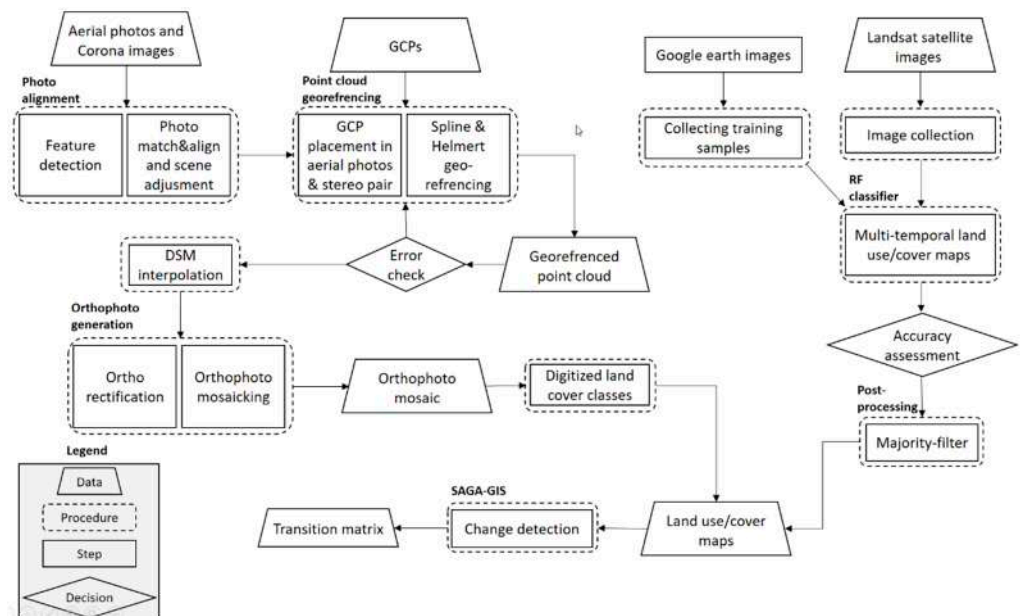 Aerial photos and
Corona images
GCPs
Landsat satellite
images
Google earth images
Photo
alignment
Point cloud
georefrencing
Feature
detection
Photo
match&align
and scene
adjusment
GCP
placement in
aerial photos
& stereo pair
Spline &
Helmert
geo-
refrencing
Collecting training
samples
Image collection
RF
classifier
Multi-temporal land
use/cover maps
DSM
interpolation
Error
check
Georefrenced
point cloud
Orthophoto
generation
Accuracy
assessment
Ortho
rectification
Orthophoto
mosaicking
Orthophoto
mosaic
Digitized land
cover classes
Post-
processing
Majority-filter
Legend
Data
Procedure
Step
Decision
SAGA-GIS
Transition matrix
Change detection
Land use/cover
maps